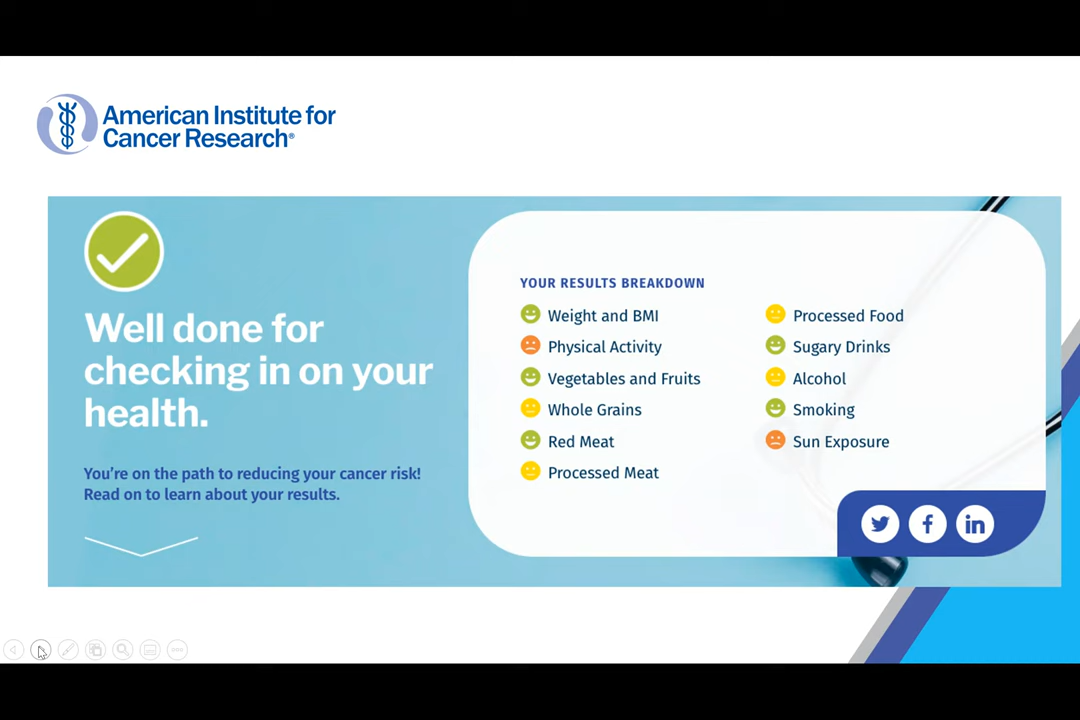 American Institute for
Cancer Research®
Well done for
checking in on your
health.
You're on the path to reducing your cancer risk!
Read on to learn about your results.
YOUR RESULTS BREAKDOWN
Weight and BMI
Physical Activity
Vegetables and Fruits
Whole Grains
Red Meat
Processed Meat
Processed Food
Sugary Drinks
Alcohol
Smoking
Sun Exposure